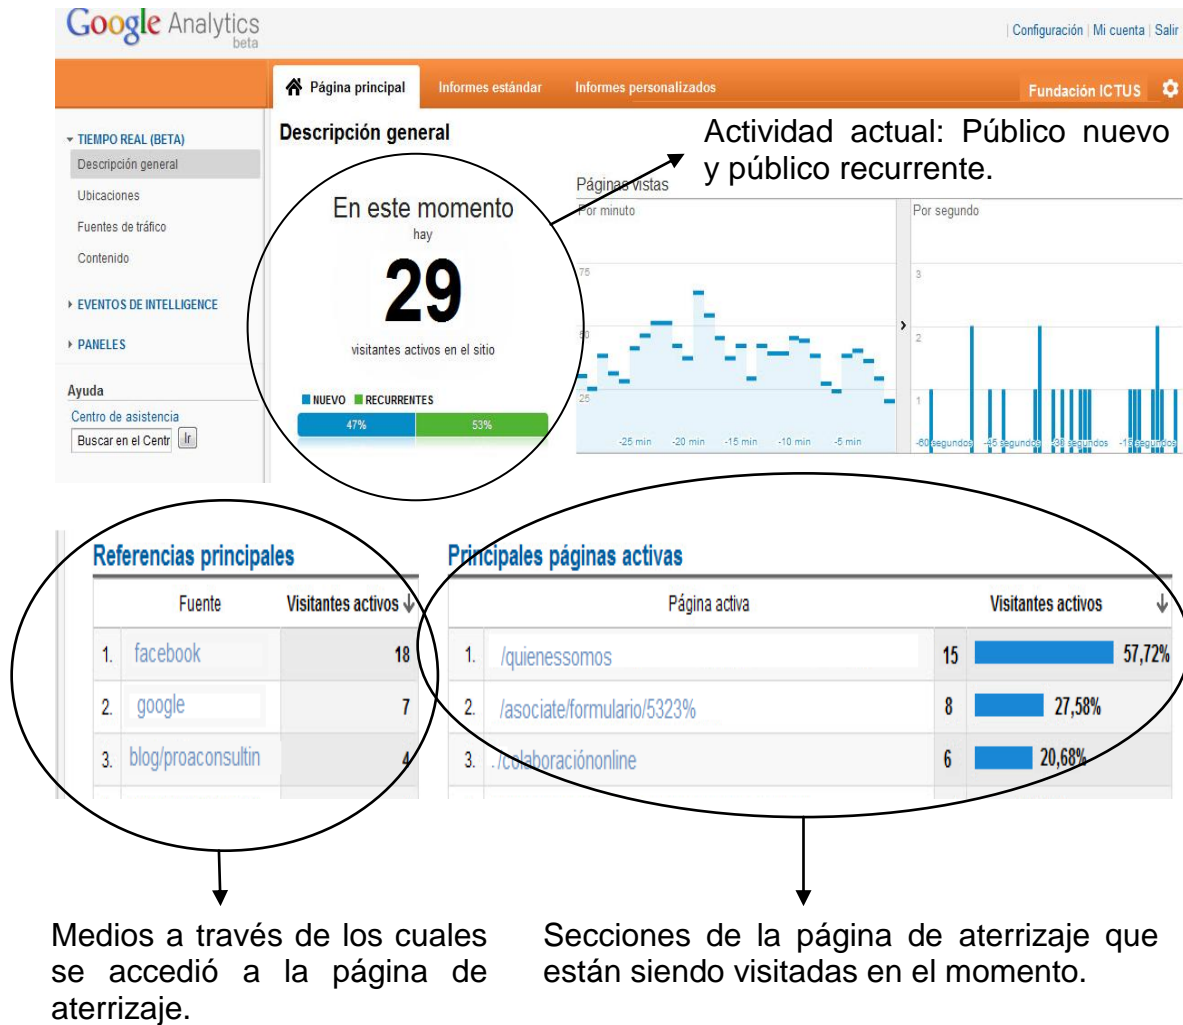 Google Analytics
beta
Configuración | Mi cuenta | Salir
Página principal
Informes estándar
Informes personalizados
Fundación ICTUS
TIEMPO REAL (BETA)
Descripción general
Ubicaciones
Fuentes de tráfico
Contenido
EVENTOS DE INTELLIGENCE
PANELES
Ayuda
Centro de asistencia
Buscar en el Centr
Ir
Descripción general
Actividad actual: Público nuevo
y público recurrente.
En este momento
hay
29
visitantes activos en el sitio
NUEVO RECURRENTES
47% 53%
Páginas vistas
Por minuto
75
50
25
-25 min -20 min -15 min -10 min -5 min
Por segundo
3
2
1
-60 segundos -45 segundos -30 segundos -15 segundos
Referencias principales
Fuente Visitantes activos
1. facebook 18
2. google 7
3. blog/proaconsultin 4
Principales páginas activas
Página activa Visitantes activos
1. /quienessomos 15 57,72%
2. /asociate/formulario/5323% 8 27,58%
3. /colaboraciónonline 6 20,68%
Medios a través de los cuales
se accedió a la página de
aterrizaje.
Secciones de la página de aterrizaje que
están siendo visitadas en el momento.